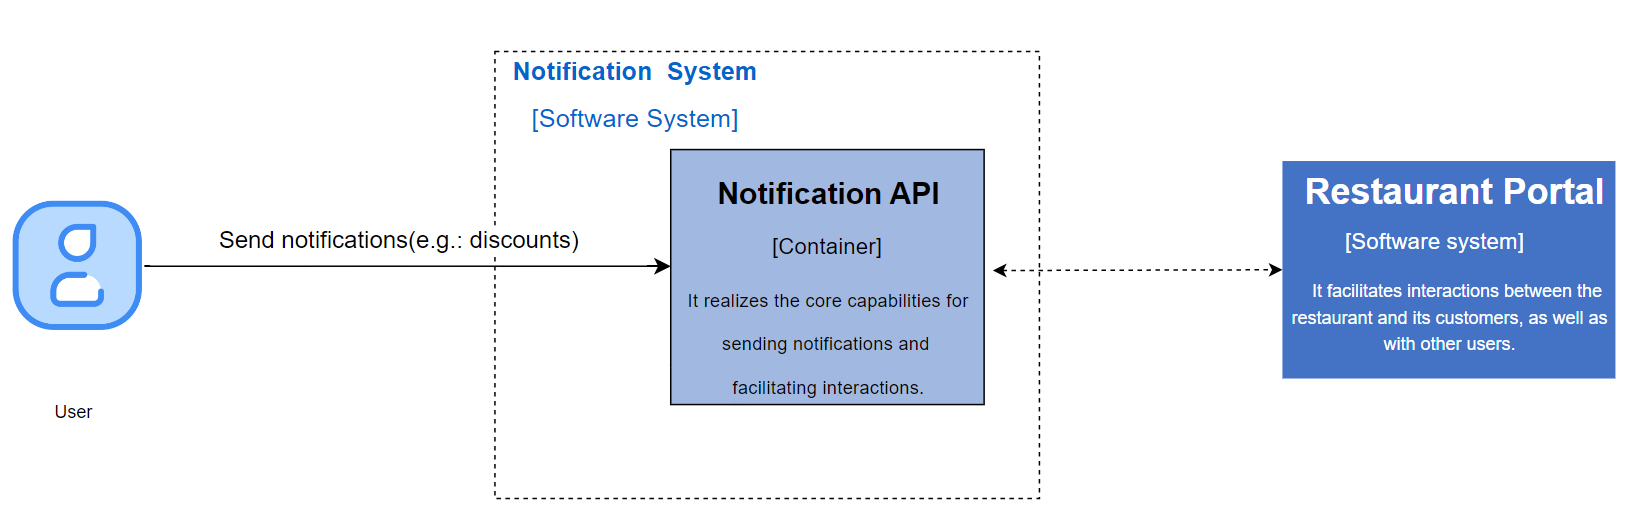 Notification  System
[Software System]
Notification API
[Container]
It realizes the core capabilities for
sending notifications and
facilitating interactions.
Send notifications(e.g.: discounts)
User
Restaurant Portal
[Software system]
It facilitates interactions between the
restaurant and its customers, as well as
with other users.